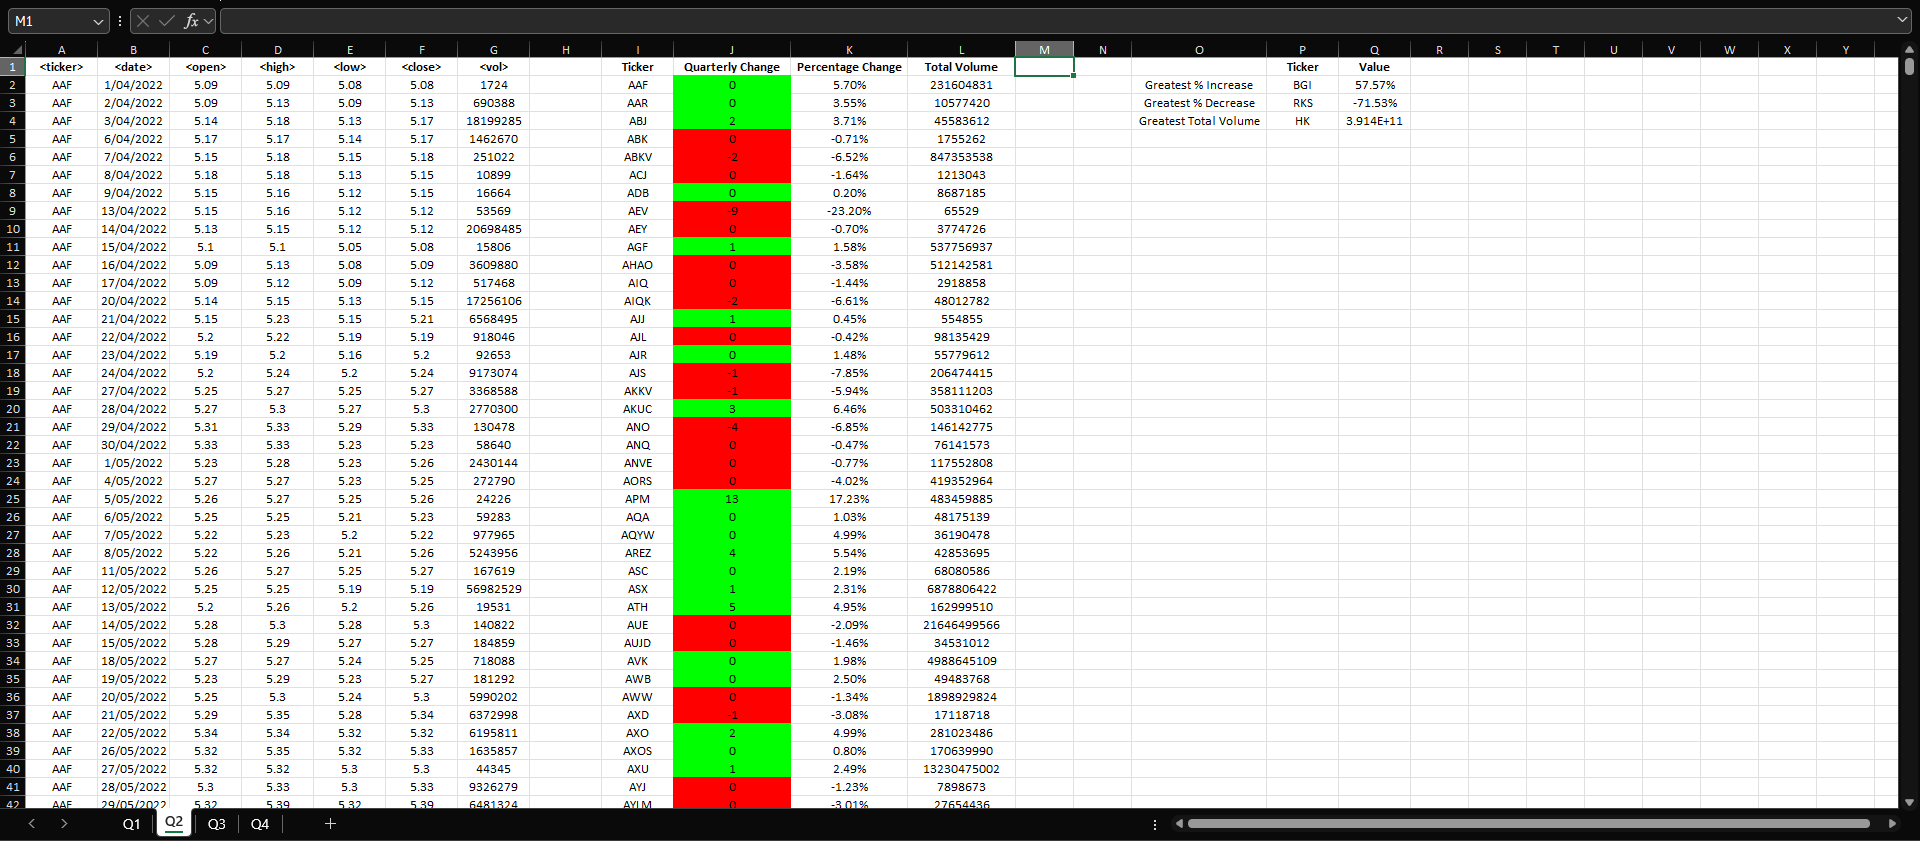 M1 fx
A B C D E F G H I J K L M N O P Q R S T U V W X Y
1 <ticker> <date> <open> <high> <low> <close> <vol> Ticker Quarterly Change Percentage Change Total Volume Ticker Value
2 AAF 1/04/2022 5.09 5.09 5.08 5.08 1724 AAF 0 5.70% 231604831 Greatest % Increase BGI 57.57%
3 AAF 2/04/2022 5.09 5.13 5.09 5.13 690388 AAR 0 3.55% 10577420 Greatest % Decrease RKS -71.53%
4 AAF 3/04/2022 5.14 5.18 5.13 5.17 18199285 ABJ 2 3.71% 45583612 Greatest Total Volume HK 3.914E+11
5 AAF 6/04/2022 5.17 5.17 5.14 5.17 1462670 ABK 0 -0.71% 1755262
6 AAF 7/04/2022 5.15 5.18 5.15 5.18 251022 ABKV -2 -6.52% 847353538
7 AAF 8/04/2022 5.18 5.18 5.13 5.15 10899 ACJ 0 -1.64% 1213043
8 AAF 9/04/2022 5.15 5.16 5.12 5.15 16664 ADB 0 0.20% 8687185
9 AAF 13/04/2022 5.15 5.16 5.12 5.12 53569 AEV -9 -23.20% 65529
10 AAF 14/04/2022 5.13 5.15 5.12 5.12 20698485 AEY 0 -0.70% 3774726
11 AAF 15/04/2022 5.1 5.1 5.05 5.08 15806 AGF 1 1.58% 537756937
12 AAF 16/04/2022 5.09 5.13 5.08 5.09 3609880 AHAO 0 -3.58% 512142581
13 AAF 17/04/2022 5.09 5.12 5.09 5.12 517468 AIQ 0 -1.44% 2918858
14 AAF 20/04/2022 5.14 5.15 5.13 5.15 17256106 AIQK -2 -6.61% 48012782
15 AAF 21/04/2022 5.15 5.23 5.15 5.21 6568495 AJJ 1 0.45% 554855
16 AAF 22/04/2022 5.2 5.22 5.19 5.19 918046 AJL 0 -0.42% 98135429
17 AAF 23/04/2022 5.19 5.2 5.16 5.2 92653 AJR 0 1.48% 55779612
18 AAF 24/04/2022 5.2 5.24 5.2 5.24 9173074 AJS -1 -7.85% 206474415
19 AAF 27/04/2022 5.25 5.27 5.25 5.27 3368588 AKKV -1 -5.94% 358111203
20 AAF 28/04/2022 5.27 5.3 5.27 5.3 2770300 AKUC 3 6.46% 503310462
21 AAF 29/04/2022 5.31 5.33 5.29 5.33 130478 ANO -4 -6.85% 146142775
22 AAF 30/04/2022 5.33 5.33 5.23 5.23 58640 ANQ 0 -0.47% 76141573
23 AAF 1/05/2022 5.23 5.28 5.23 5.26 2430144 ANVE 0 -0.77% 117552808
24 AAF 4/05/2022 5.27 5.27 5.23 5.25 272790 AORS 0 -4.02% 419352964
25 AAF 5/05/2022 5.26 5.27 5.25 5.26 24226 APM 13 17.23% 483459885
26 AAF 6/05/2022 5.25 5.25 5.21 5.23 59283 AQA 0 1.03% 48175139
27 AAF 7/05/2022 5.22 5.23 5.2 5.22 977965 AQYW 0 4.99% 36190478
28 AAF 8/05/2022 5.22 5.26 5.21 5.26 5243956 AREZ 4 5.54% 42853695
29 AAF 11/05/2022 5.26 5.27 5.25 5.27 167619 ASC 0 2.19% 68080586
30 AAF 12/05/2022 5.25 5.25 5.19 5.19 56982529 ASX 1 2.31% 6878806422
31 AAF 13/05/2022 5.2 5.26 5.2 5.26 19531 ATH 5 4.95% 162999510
32 AAF 14/05/2022 5.28 5.3 5.28 5.3 140822 AUE 0 -2.09% 21646499566
33 AAF 15/05/2022 5.28 5.29 5.27 5.27 184859 AUJD 0 -1.46% 34531012
34 AAF 18/05/2022 5.27 5.27 5.24 5.25 718088 AVK 0 1.98% 4988645109
35 AAF 19/05/2022 5.23 5.29 5.23 5.27 181292 AWB 0 2.50% 49483768
36 AAF 20/05/2022 5.25 5.3 5.24 5.3 5990202 AWW 0 -1.34% 1898929824
37 AAF 21/05/2022 5.29 5.35 5.28 5.34 6372998 AXD -1 -3.08% 17118718
38 AAF 22/05/2022 5.34 5.34 5.32 5.32 6195811 AXO 2 4.99% 281023486
39 AAF 26/05/2022 5.32 5.35 5.32 5.33 1635857 AXOS 0 0.80% 170639990
40 AAF 27/05/2022 5.32 5.32 5.3 5.3 44345 AXU 1 2.49% 13230475002
41 AAF 28/05/2022 5.3 5.33 5.3 5.33 9326279 AYJ 0 -1.23% 7898673
42 AAF 29/05/2022 5.32 5.39 5.32 5.39 6481324 AYLM 0 -3.01% 27654436
Q1 Q2 Q3 Q4 +